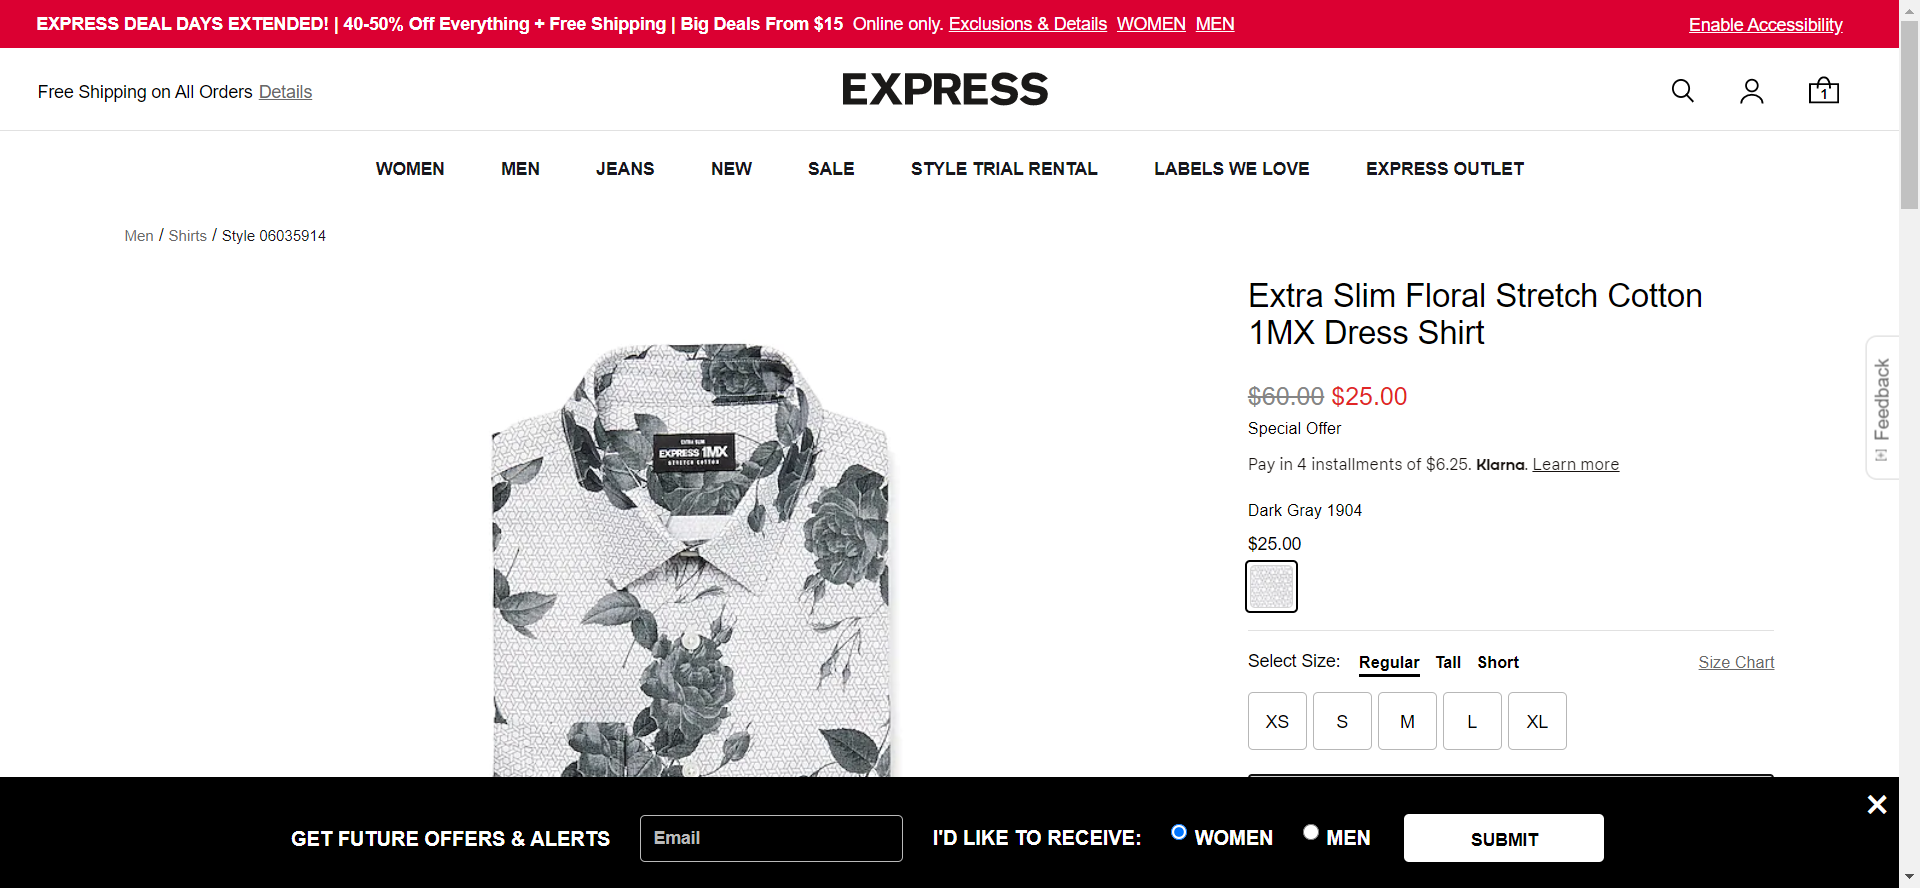 EXPRESS DEAL DAYS EXTENDED! | 40-50% Off Everything + Free Shipping | Big Deals From $15 Online only. Exclusions & Details WOMEN MEN
Enable Accessibility
Free Shipping on All Orders Details
EXPRESS
1
WOMEN MEN JEANS NEW SALE STYLE TRIAL RENTAL LABELS WE LOVE EXPRESS OUTLET
Men / Shirts / Style 06035914
Extra Slim Floral Stretch Cotton
1MX Dress Shirt
$60.00 $25.00
Special Offer
Pay in 4 installments of $6.25. Klarna. Learn more
Dark Gray 1904
$25.00
Select Size: Regular Tall Short
Size Chart
XS S M L XL
EXTRA SLIM
EXPRESS 1MX
STRETCH COTTON
[+] Feedback
GET FUTURE OFFERS & ALERTS
Email
I'D LIKE TO RECEIVE: WOMEN MEN
SUBMIT